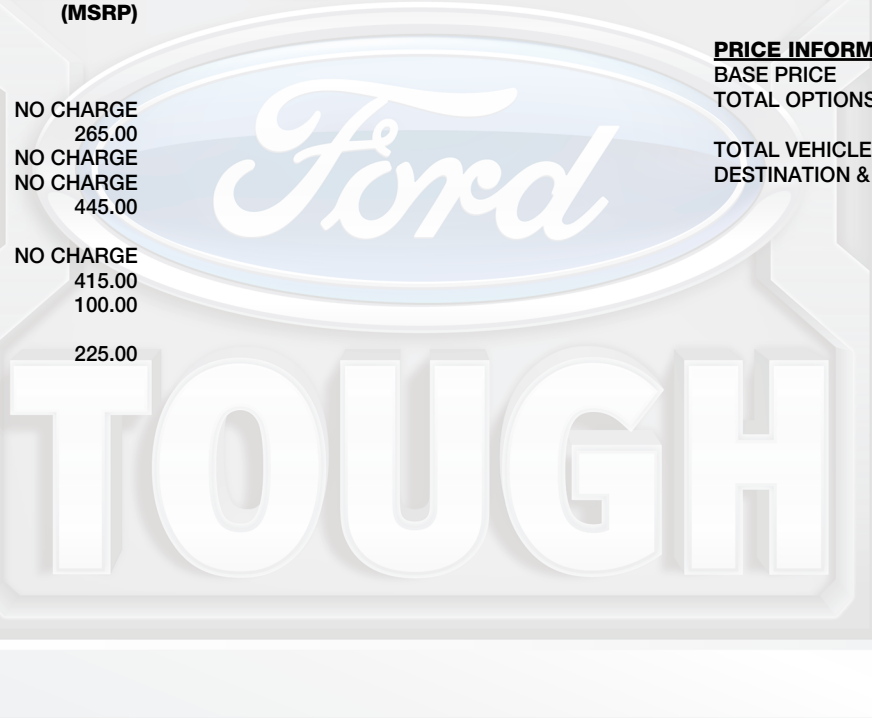 (MSRP)
NO CHARGE
265.00
NO CHARGE
NO CHARGE
445.00
NO CHARGE
415.00
100.00
225.00
PRICE INFORM
BASE PRICE
TOTAL OPTIONS
TOTAL VEHICLE
DESTINATION &
Ford
TOUGH